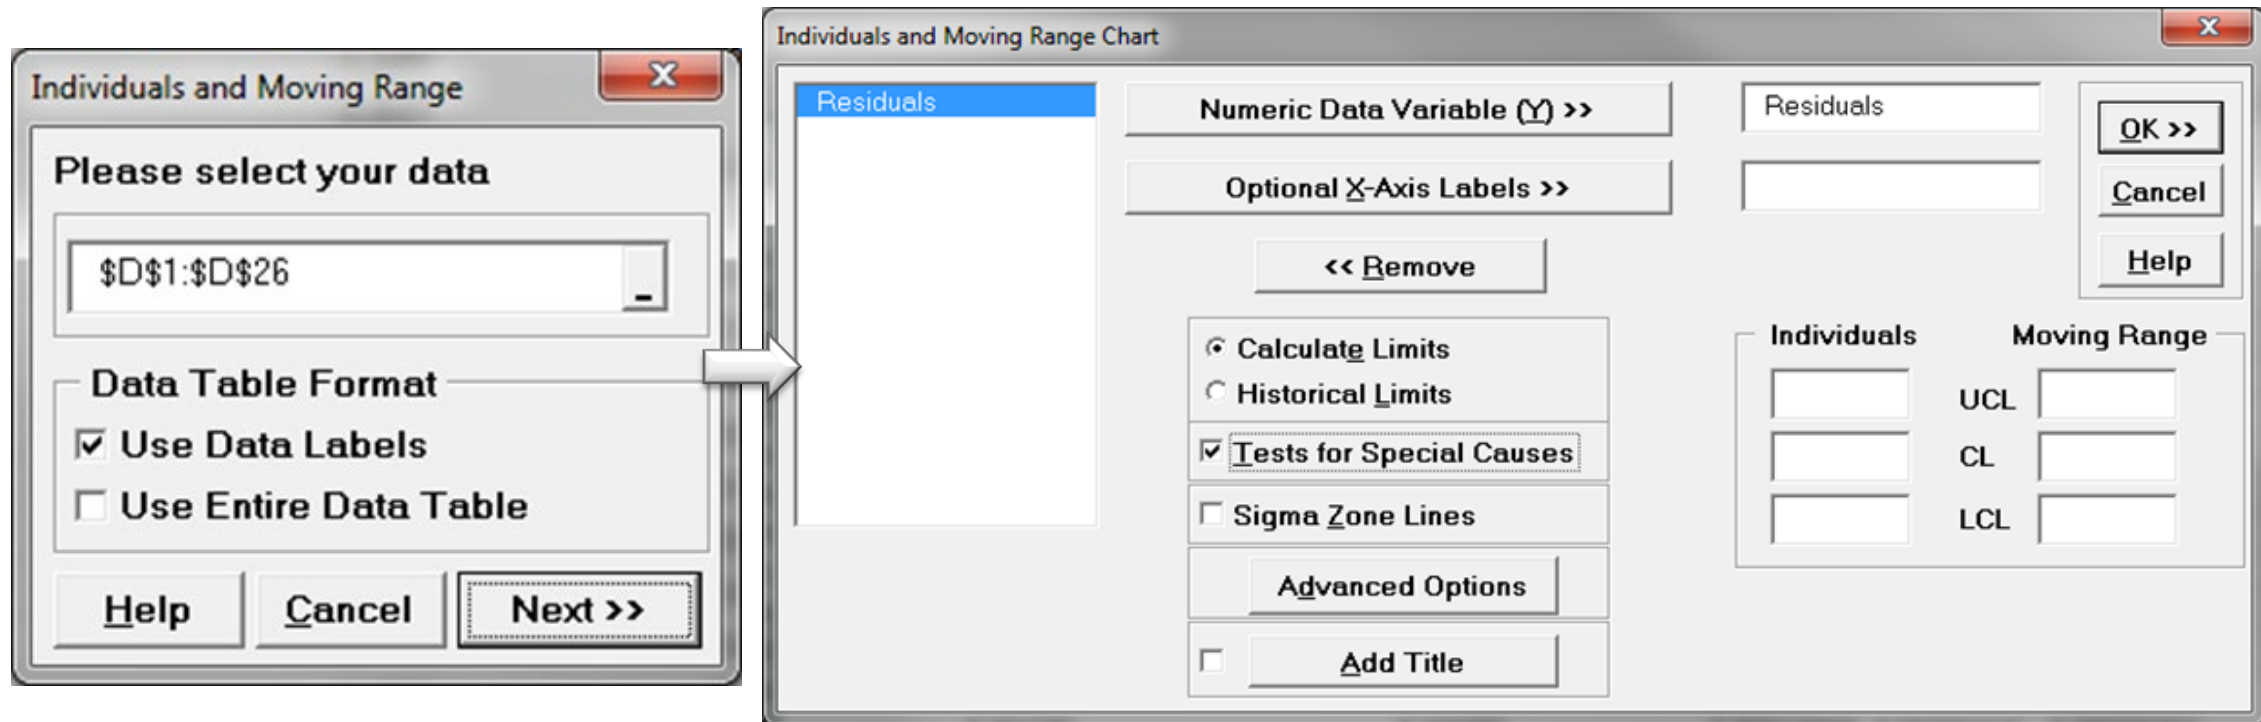 Individuals and Moving Range
Please select your data
$D$1:$D$26
Data Table Format
Use Data Labels
Use Entire Data Table
Help Cancel Next >>
Individuals and Moving Range Chart
Residuals
Numeric Data Variable (Y) >>
Residuals
OK >>
Optional X-Axis Labels >>
Cancel
<< Remove
Help
Calculate Limits
Historical Limits
Tests for Special Causes
Sigma Zone Lines
Advanced Options
Add Title
Individuals Moving Range
UCL
CL
LCL